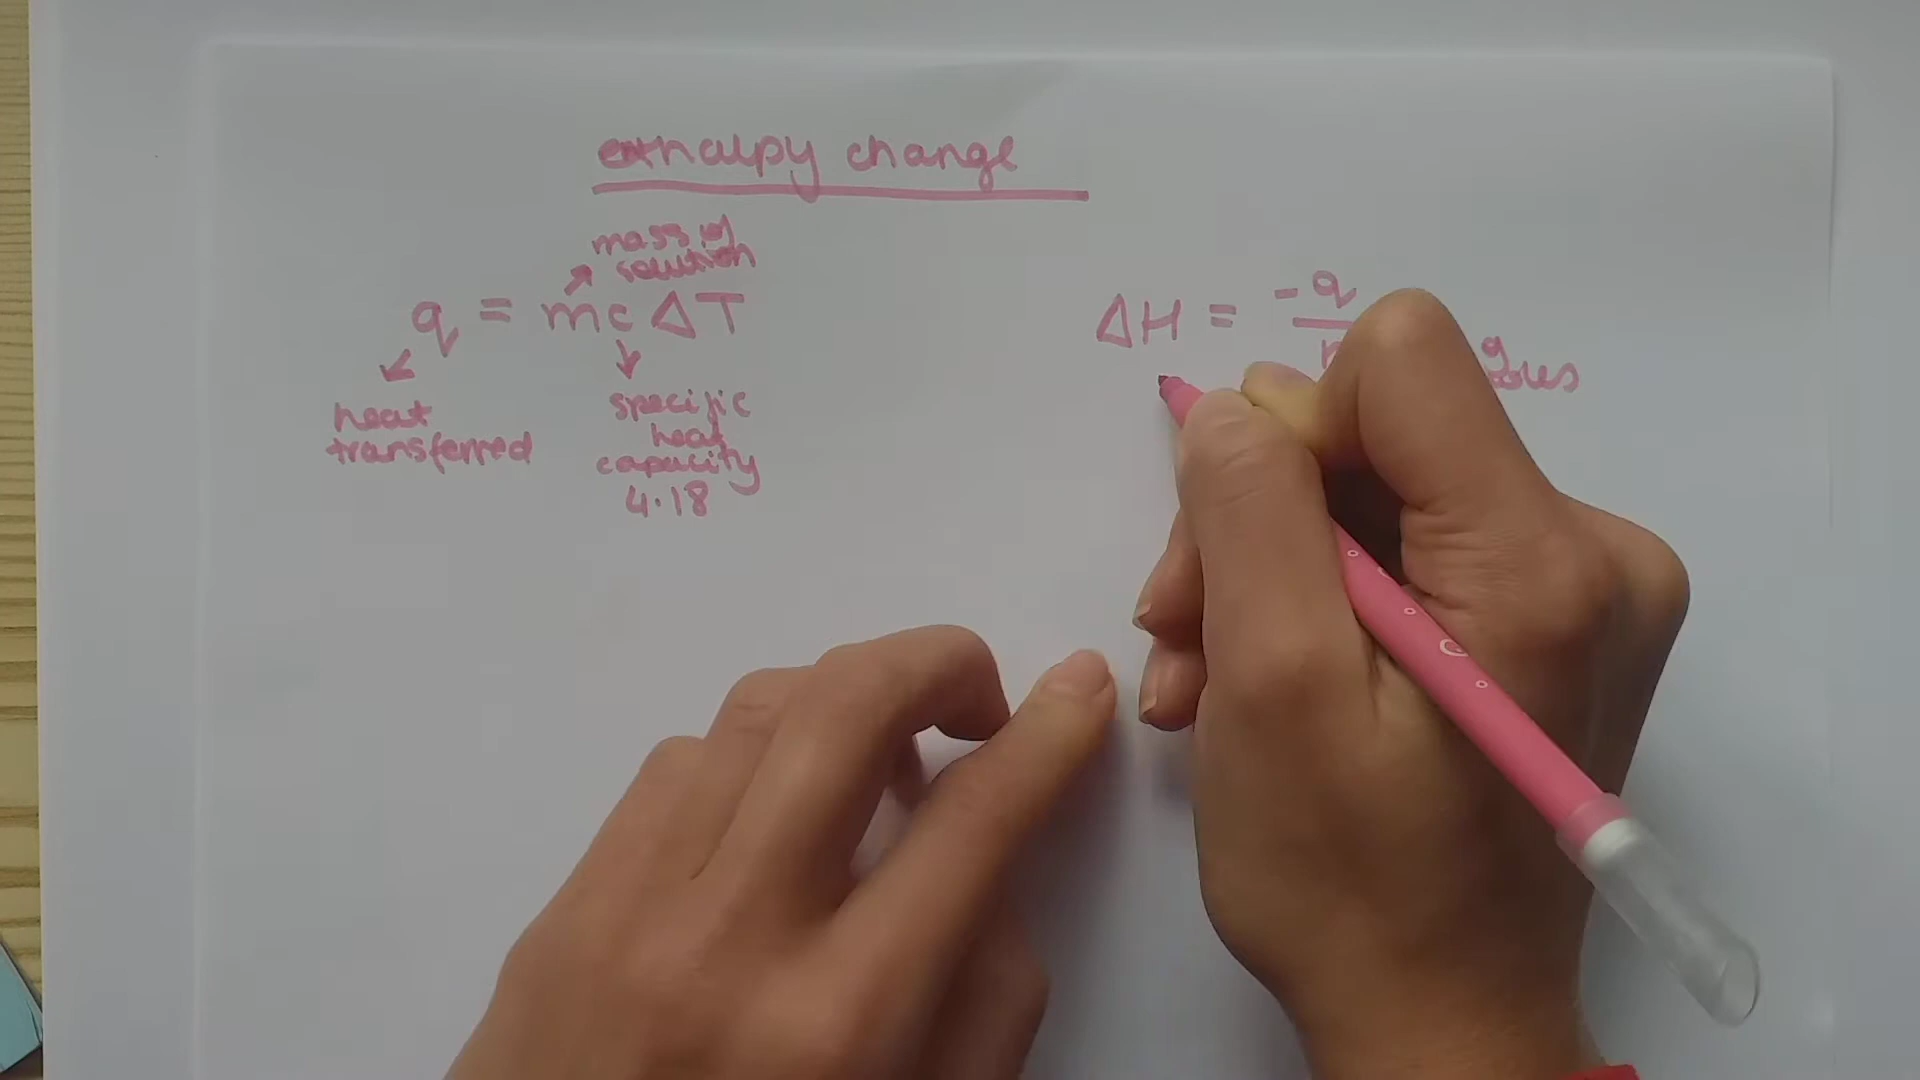 enthalpy change
mass of
solution
q = mc ΔT
heat
transferred
specific
heat
capacity
4.18
ΔH = -q